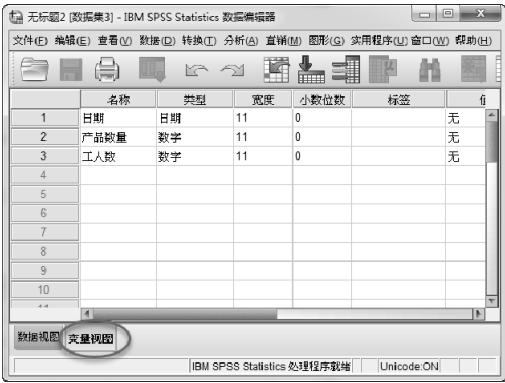 无标题2 [数据集3] - IBM SPSS Statistics 数据编辑器
文件(F) 编辑(E) 查看(V) 数据(D) 转换(T) 分析(A) 直销(M) 图形(G) 实用程序(U) 窗口(W) 帮助(H)
名称 类型 宽度 小数位数 标签
1 日期 日期 11 0 无
2 产品数量 数字 11 0 无
3 工人数 数字 11 0 无
4
5
6
7
8
9
10
数据视图 变量视图
IBM SPSS Statistics 处理程序就绪 Unicode:ON